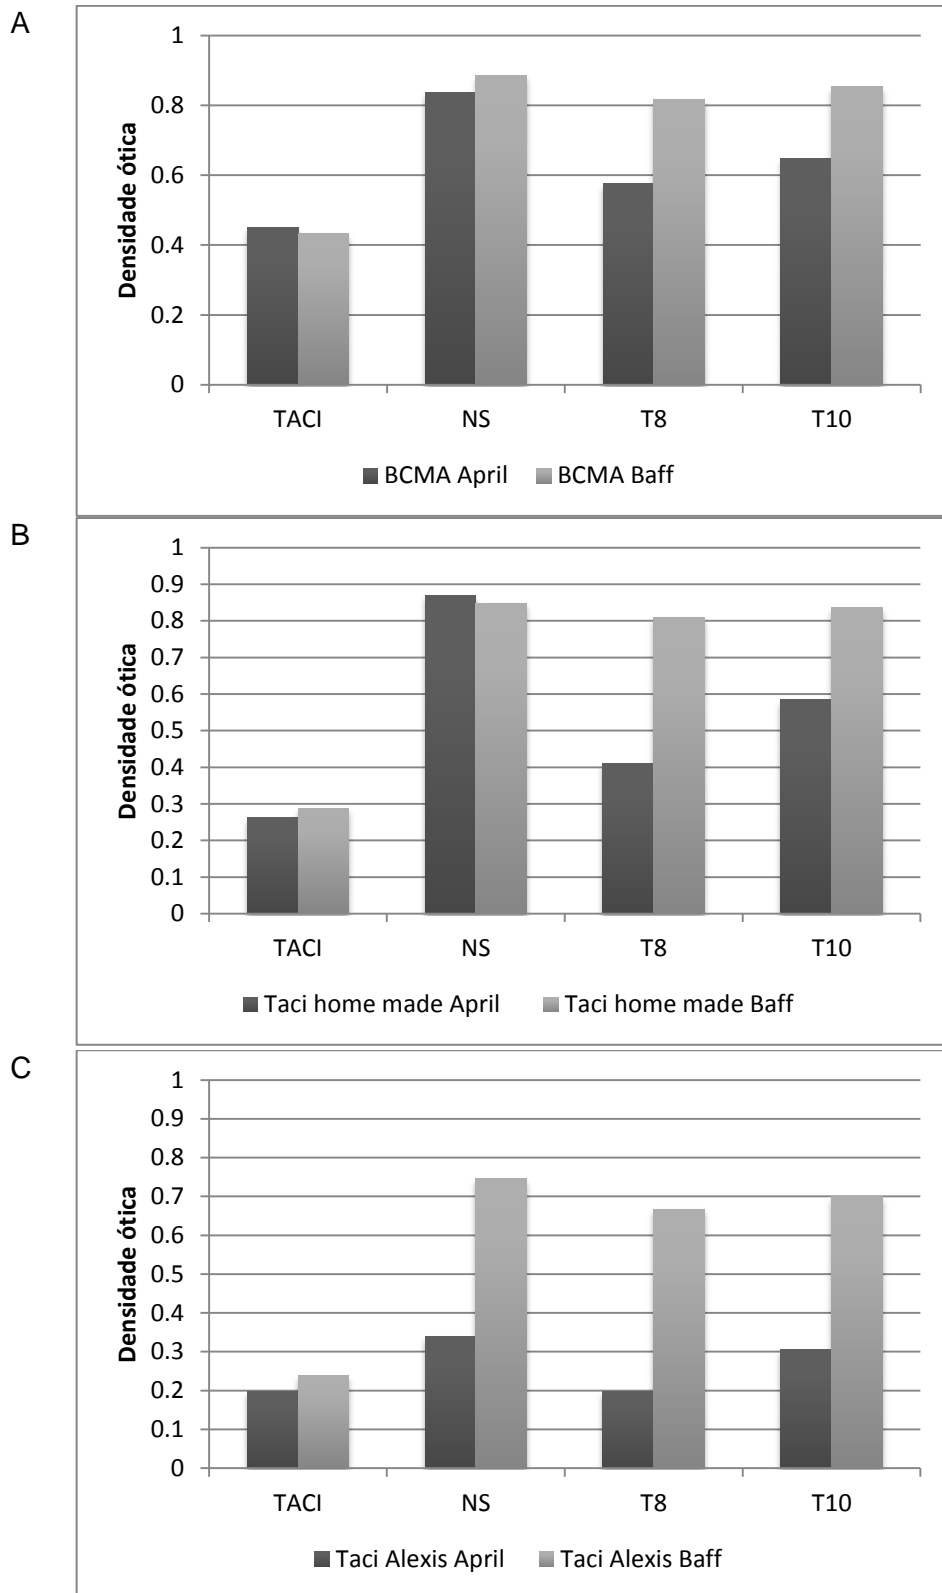 A
Densidade ótica
1
0.8
0.6
0.4
0.2
0
TACI NS T8 T10
BCMA April BCMA Baff
B
Densidade ótica
1
0.9
0.8
0.7
0.6
0.5
0.4
0.3
0.2
0.1
0
TACI NS T8 T10
Taci home made April Taci home made Baff
C
Densidade ótica
1
0.9
0.8
0.7
0.6
0.5
0.4
0.3
0.2
0.1
0
TACI NS T8 T10
Taci Alexis April Taci Alexis Baff